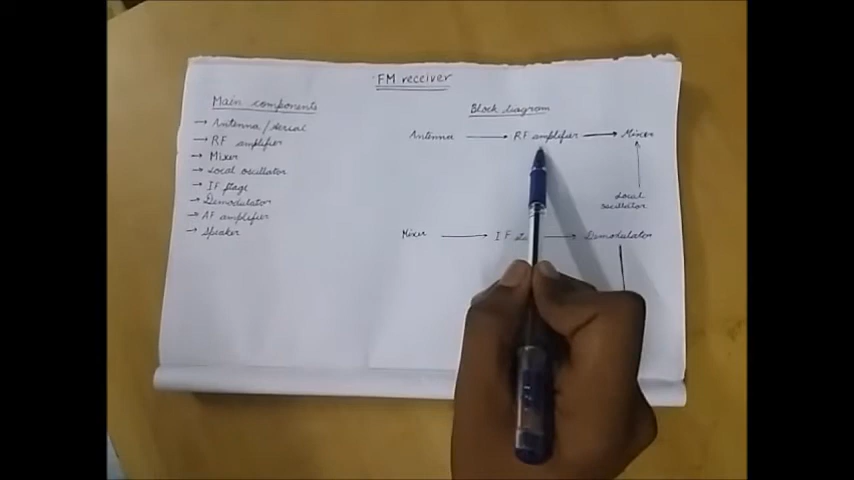 FM receiver
Main components
→ Antenna/aerial
→ RF amplifier
→ Mixer
→ Local oscillator
→ IF stage
→ Demodulator
→ AF amplifier
→ Speaker
Block diagram
Antenna → RF amplifier → Mixer
Local
oscillator
Mixer → IF → Demodulator